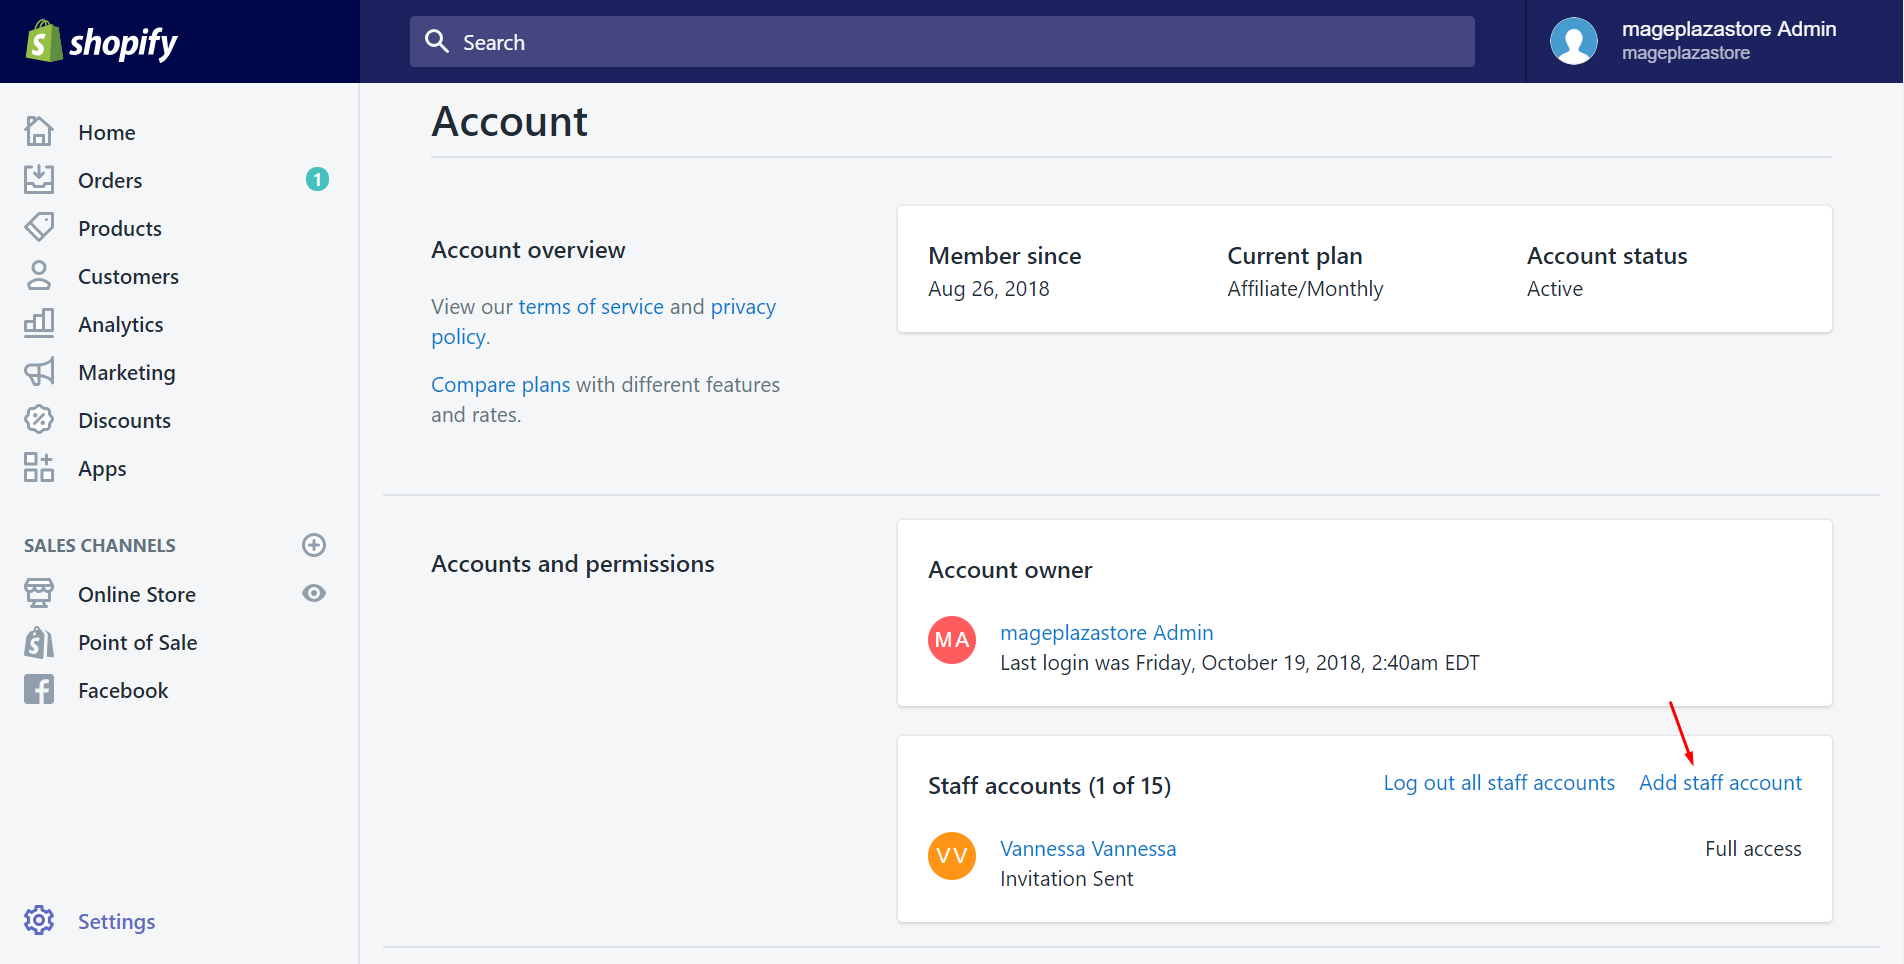 shopify
Search
mageplazastore Admin
mageplazastore
Home
Orders
1
Products
Customers
Analytics
Marketing
Discounts
Apps
SALES CHANNELS
Online Store
Point of Sale
Facebook
Settings
Account
Account overview
View our terms of service and privacy
policy.
Compare plans with different features
and rates.
Member since
Aug 26, 2018
Current plan
Affiliate/Monthly
Account status
Active
Accounts and permissions
Account owner
MA
mageplazastore Admin
Last login was Friday, October 19, 2018, 2:40am EDT
Staff accounts (1 of 15)
Log out all staff accounts
Add staff account
VV
Vannessa Vannessa
Invitation Sent
Full access